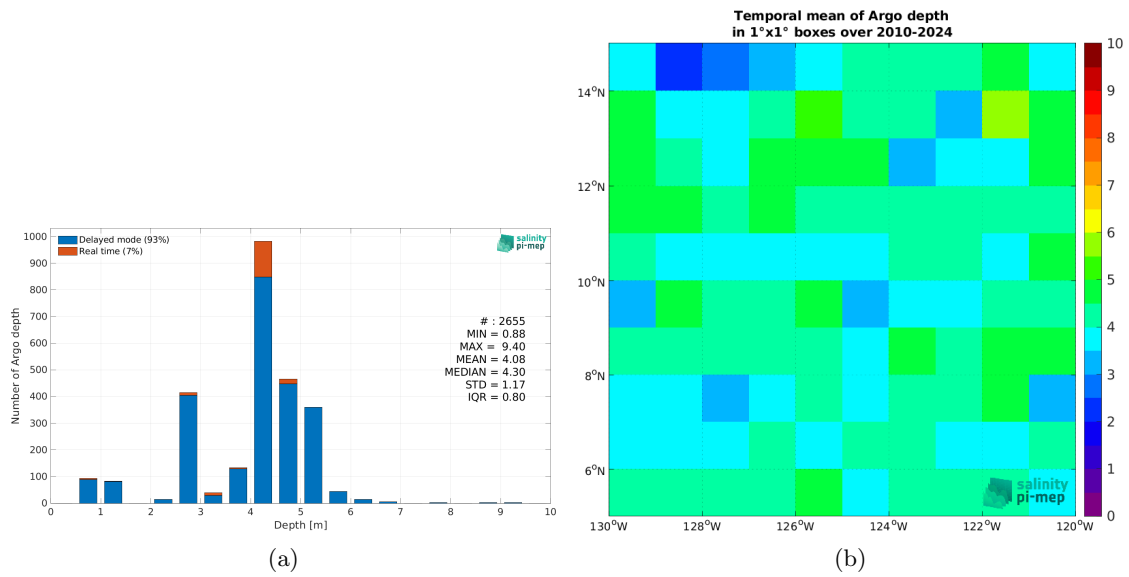 Delayed mode (93%)
Real time (7%)
salinity
pi-mep
Number of Argo depth
1000
900
800
700
600
500
400
300
200
100
0
# : 2655
MIN = 0.88
MAX = 9.40
MEAN = 4.08
MEDIAN = 4.30
STD = 1.17
IQR = 0.80
0 1 2 3 4 5 6 7 8 9 10
Depth [m]
(a)
Temporal mean of Argo depth
in 1°x1° boxes over 2010-2024
14°N
12°N
10°N
8°N
6°N
130°W 128°W 126°W 124°W 122°W 120°W
salinity
pi-mep
10
9
8
7
6
5
4
3
2
1
0
(b)